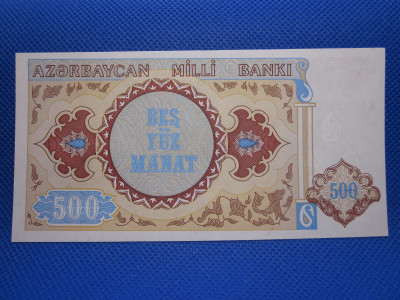 AZƏRBAYCAN MİLLİ BANKI
BEŞ
YÜZ
MANAT
500
500